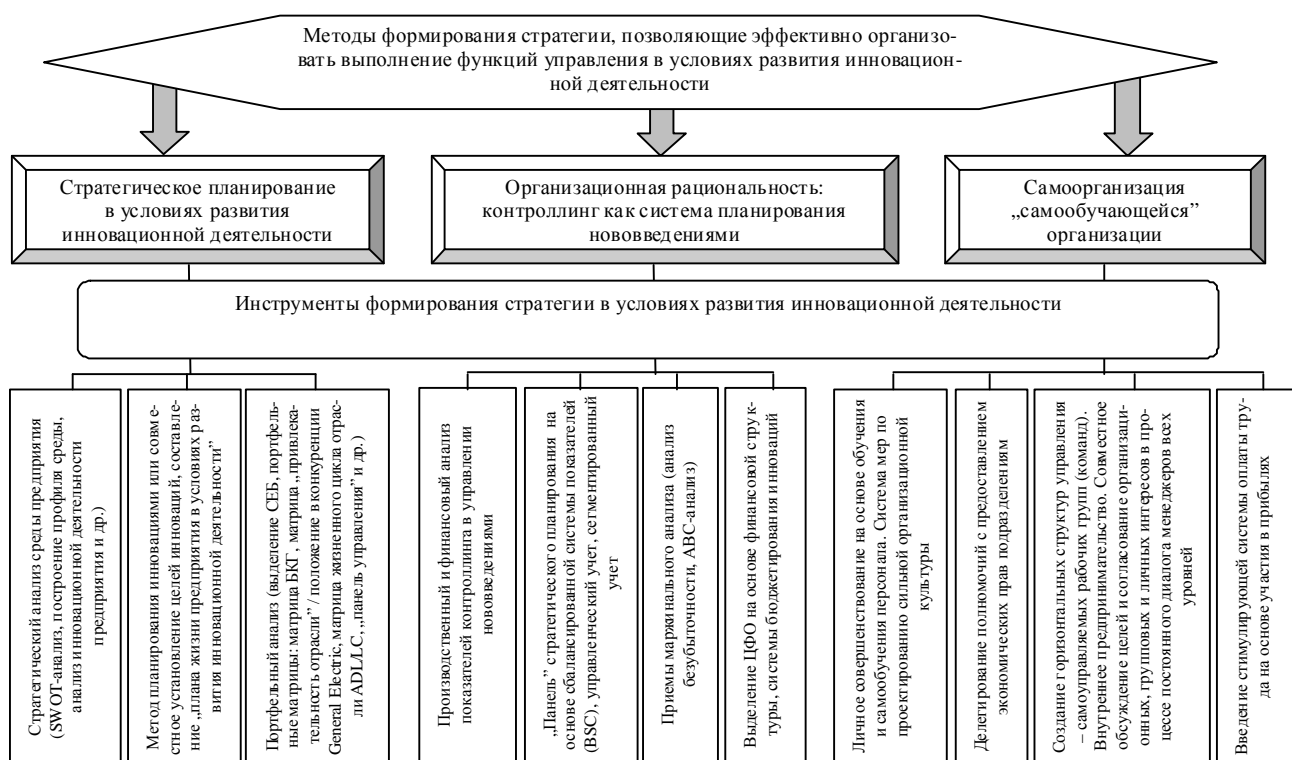 Методы формирования стратегии, позволяющие эффективно организо-
вать выполнение функций управления в условиях развития инновацион-
ной деятельности
Стратегическое планирование
в условиях развития
инновационной деятельности
Организационная рациональность:
контроллинг как система планирования
нововведениями
Самоорганизация
„самообучающейся”
организации
Инструменты формирования стратегии в условиях развития инновационной деятельности
Стратегический анализ среды предприятия
(SWOT-анализ, построение профиля среды,
анализ инновационной деятельности
предприятия и др.)
Метод планирования инновациями или совме-
стное установление целей инноваций, составле-
ние „плана жизни предприятия в условиях раз-
вития инновационной деятельности”
Портфельный анализ (выделение СЕБ, портфель-
ные матрицы: матрица БКГ, матрица „привлека-
тельность отрасли” / положение в конкуренции
General Electric, матрица жизненного цикла отрас-
ли ADL/LC, „панель управления” и др.)
Производственный и финансовый анализ
показателей контроллинга в управлении
нововведениями
„Панель” стратегического планирования на
основе сбалансированной системы показателей
(BSC), управленческий учет, сегментированный
учет
Приемы маржинального анализа (анализ
безубыточности, ABC-анализ)
Выделение ЦФО на основе финансовой струк-
туры, системы бюджетирования инноваций
Личное совершенствование на основе обучения
и самообучения персонала. Система мер по
проектированию сильной организационной
культуры
Делегирование полномочий с предоставлением
экономических прав подразделениям
Создание горизонтальных структур управления
– самоуправляемых рабочих групп (команд).
Внутреннее предпринимательство. Совместное
обсуждение целей и согласование организаци-
онных, групповых и личных интересов в про-
цессе постоянного диалога менеджеров всех
уровней
Введение стимулирующей системы оплаты тру-
да на основе участия в прибылях